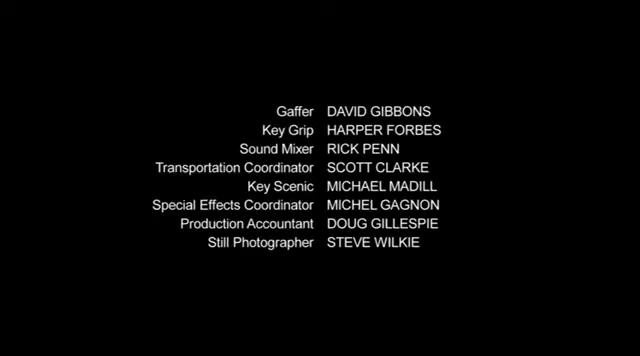 Gaffer DAVID GIBBONS
Key Grip HARPER FORBES
Sound Mixer RICK PENN
Transportation Coordinator SCOTT CLARKE
Key Scenic MICHAEL MADILL
Special Effects Coordinator MICHEL GAGNON
Production Accountant DOUG GILLESPIE
Still Photographer STEVE WILKIE